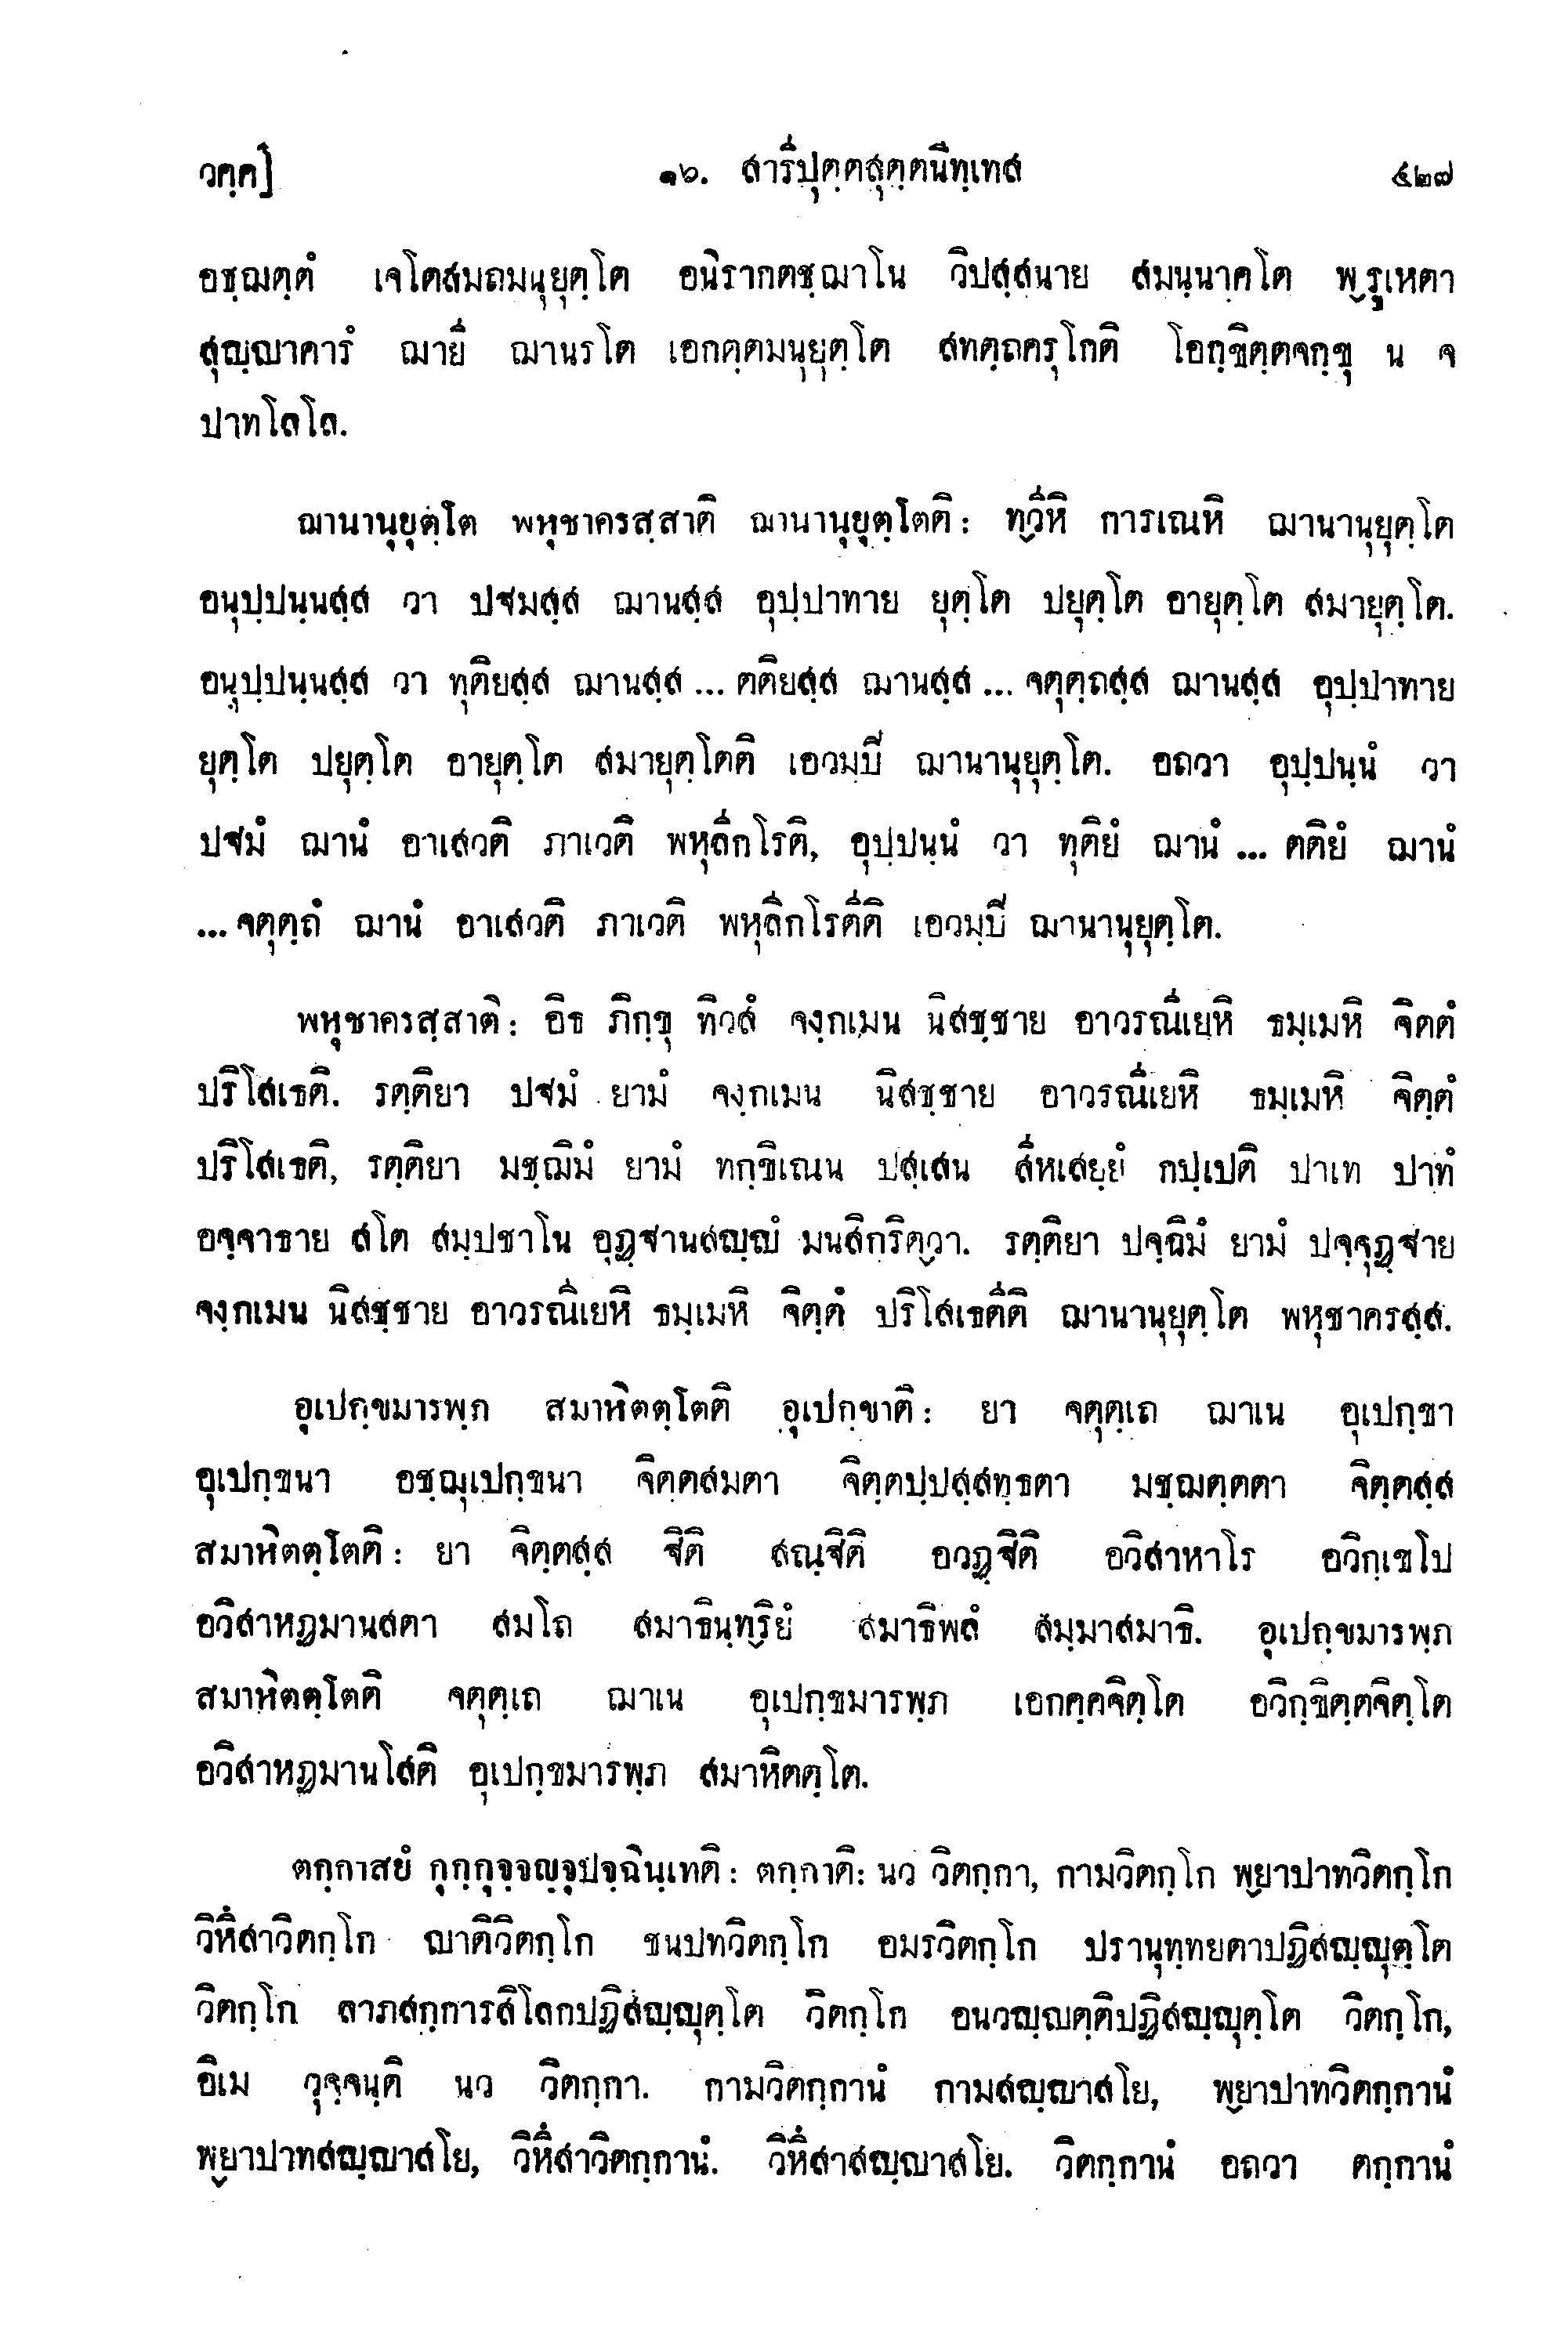 วคฺค] ๑๖. สารีปุตฺตสุตฺตนิทฺเทส ๕๒๗
อชฺฌตฺตํ เจโตสมถมนุยุตฺโต อนิรากตชฺฌาโน วิปสฺสนาย สมนฺนาคโต พฺรูเหตา
สุญฺญาคารํ ฌายี ฌานรโต เอกตฺตมนุยุตฺโต สทตฺถครุโกติ โอกฺขิตฺตจกฺขุ น จ
ปาทโลโล.
ฌานานุยุตฺโต พหุชาครสฺสาติ ฌานานุยุตฺโตติ: ทฺวีหิ การเณหิ ฌานานุยุตฺโต
อนุปฺปนฺนสฺส วา ปฐมสฺส ฌานสฺส อุปฺปาทาย ยุตฺโต ปยุตฺโต อายุตฺโต สมายุตฺโต.
อนุปฺปนฺนสฺส วา ทุติยสฺส ฌานสฺส ... ตติยสฺส ฌานสฺส ... จตุตฺถสฺส ฌานสฺส อุปฺปาทาย
ยุตฺโต ปยุตฺโต อายุตฺโต สมายุตฺโตติ เอวมฺปิ ฌานานุยุตฺโต. อถวา อุปฺปนฺนํ วา
ปฐมํ ฌานํ อาเสวติ ภาเวติ พหุลีกโรติ, อุปฺปนฺนํ วา ทุติยํ ฌานํ ... ตติยํ ฌานํ
... จตุตฺถํ ฌานํ อาเสวติ ภาเวติ พหุลีกโรตีติ เอวมฺปิ ฌานานุยุตฺโต.
พหุชาครสฺสาติ: อิธ ภิกฺขุ ทิวสํ จงฺกเมน นิสชฺชาย อาวรณีเยหิ ธมฺเมหิ จิตตํ
ปริโสเธติ. รตฺติยา ปฐมํ ยามํ จงฺกเมน นิสชฺชาย อาวรณีเยหิ ธมฺเมหิ จิตฺตํ
ปริโสเธติ, รตฺติยา มชฺฌิมํ ยามํ ทกฺขิเณน ปสฺเสน สีหเสยฺยํ กปฺเปติ ปาเท ปาทํ
อจฺจาธาย สโต สมฺปชาโน อุฏฺฐานสญฺญํ มนสิกริตฺวา. รตฺติยา ปจฺฉิมํ ยามํ ปจฺจุฏฺฐาย
จงฺกเมน นิสชฺชาย อาวรณิเยหิ ธมฺเมหิ จิตฺตํ ปริโสเธตีติ ฌานานุยุตฺโต พหุชาครสฺส.
อุเปกฺขมารพฺภ สมาหิตตฺโตติ อุเปกฺขาติ: ยา จตุตฺเถ ฌาเน อุเปกฺขา
อุเปกฺขนา อชฺฌุเปกฺขนา จิตฺตสมตา จิตฺตปฺปสฺสทฺธตา มชฺฌตฺตตา จิตฺตสฺส
สมาหิตตฺโตติ: ยา จิตฺตสฺส ฐิติ สณฺฐิติ อวฏฺฐิติ อวิสาหาโร อวิกฺเขโป
อวิสาหฏมานสตา สมโถ สมาธินฺทฺริยํ สมาธิพลํ สมฺมาสมาธิ. อุเปกฺขมารพฺภ
สมาหิตตฺโตติ จตุตฺเถ ฌาเน อุเปกฺขมารพฺภ เอกคฺคจิตฺโต อวิกฺขิตฺตจิตฺโต
อวิสาหฏมานโสติ อุเปกฺขมารพฺภ สมาหิตตฺโต.
ตกฺกาสยํ กุกฺกุจฺจญฺจุปจฺฉินฺเทติ: ตกฺกาติ: นว วิตกฺกา, กามวิตกฺโก พฺยาปาทวิตกฺโก
วิหึสาวิตกฺโก ญาติวิตกฺโก ชนปทวิตกฺโก อมรวิตกฺโก ปรานุทฺทยตาปฏิสญฺญุตฺโต
วิตกฺโก ลาภสกฺการสิโลกปฏิสญฺญุตฺโต วิตกฺโก อนวญฺญตฺติปฏิสญฺญุตฺโต วิตกฺโก,
อิเม วุจฺจนฺติ นว วิตกฺกา. กามวิตกฺกานํ กามสญฺญาสโย, พฺยาปาทวิตกฺกานํ
พฺยาปาทสญฺญาสโย, วิหึสาวิตกฺกานํ. วิหึสาสญฺญาสโย. วิตกฺกานํ อถวา ตกฺกานํ